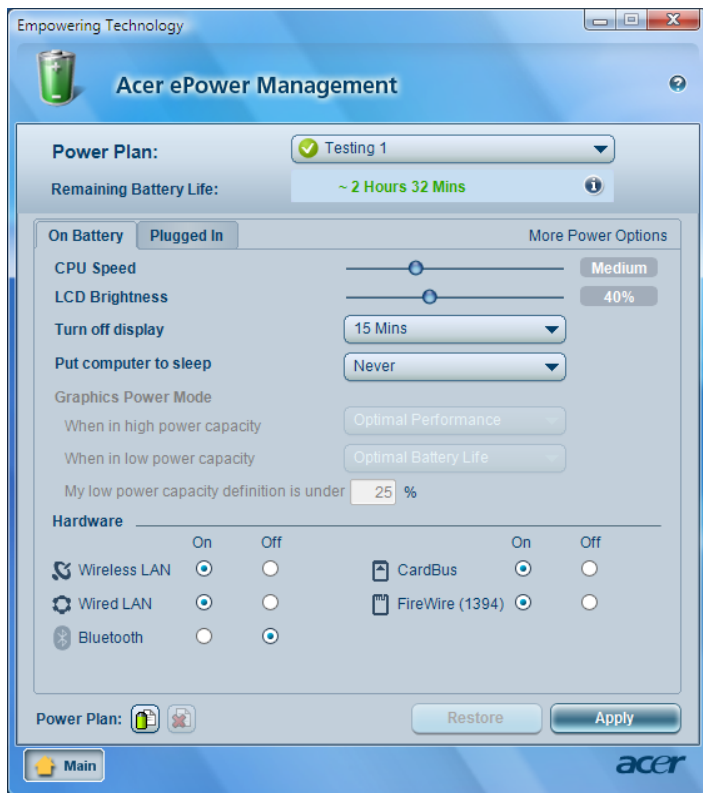 Empowering Technology
Acer ePower Management
Power Plan: Testing 1
Remaining Battery Life: ~ 2 Hours 32 Mins
On Battery Plugged In More Power Options
CPU Speed Medium
LCD Brightness 40%
Turn off display 15 Mins
Put computer to sleep Never
Graphics Power Mode
When in high power capacity Optimal Performance
When in low power capacity Optimal Battery Life
My low power capacity definition is under 25 %
Hardware
On Off On Off
Wireless LAN CardBus
Wired LAN FireWire (1394)
Bluetooth
Power Plan: Restore Apply
Main acer